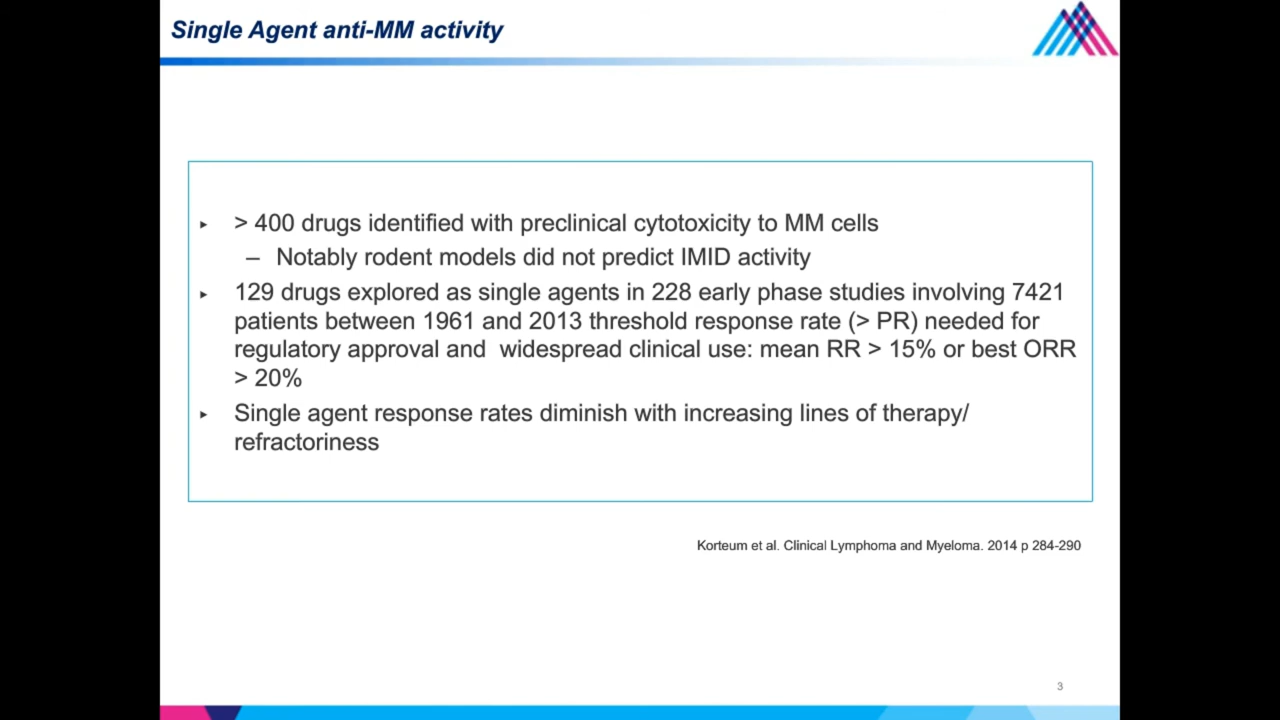 Single Agent anti-MM activity
> 400 drugs identified with preclinical cytotoxicity to MM cells
– Notably rodent models did not predict IMID activity
129 drugs explored as single agents in 228 early phase studies involving 7421
patients between 1961 and 2013 threshold response rate (> PR) needed for
regulatory approval and  widespread clinical use: mean RR > 15% or best ORR
> 20%
Single agent response rates diminish with increasing lines of therapy/
refractoriness
Korteum et al. Clinical Lymphoma and Myeloma. 2014 p 284-290
3